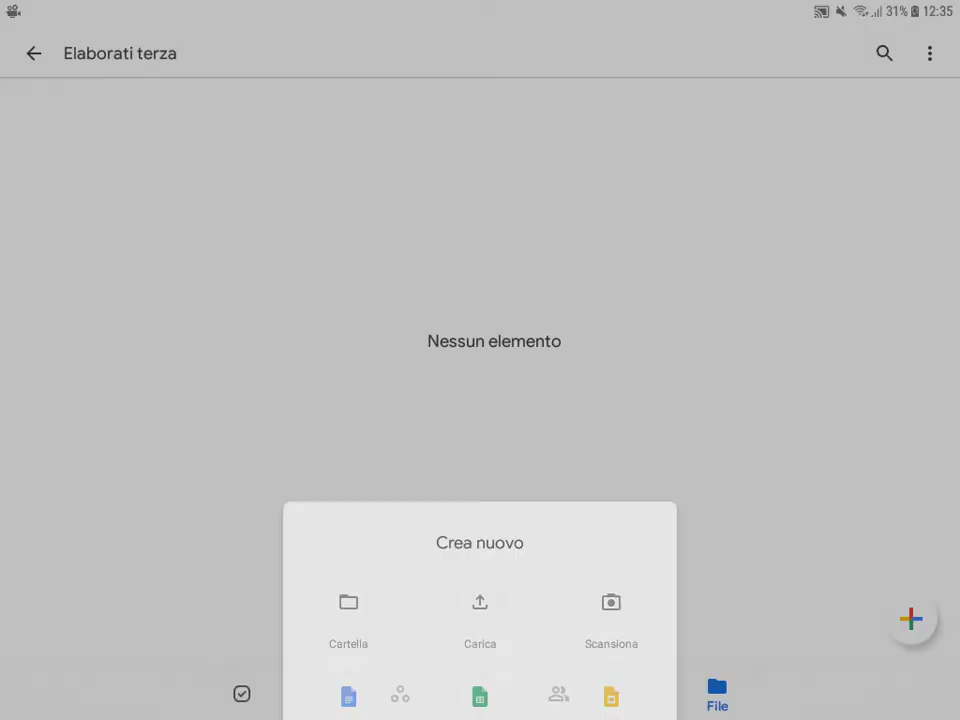 31% 12:35
Elaborati terza
Nessun elemento
Crea nuovo
Cartella Carica Scansiona
File